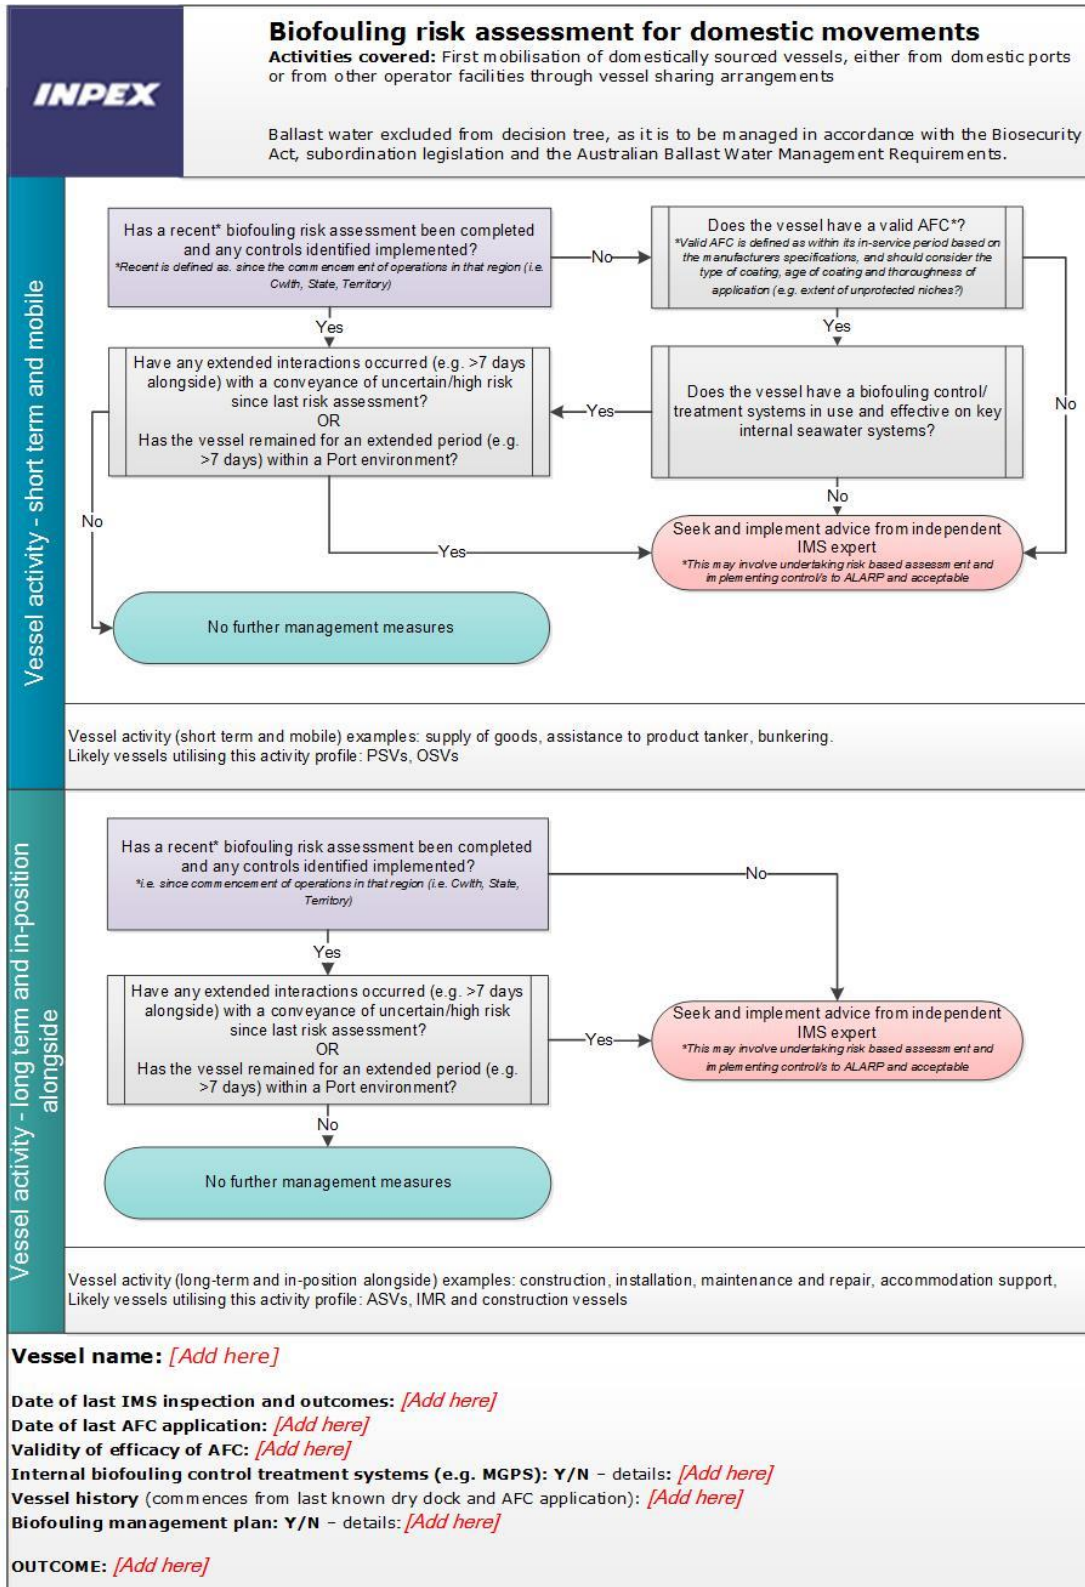 INPEX
Biofouling risk assessment for domestic movements
Activities covered: First mobilisation of domestically sourced vessels, either from domestic ports
or from other operator facilities through vessel sharing arrangements
Ballast water excluded from decision tree, as it is to be managed in accordance with the Biosecurity
Act, subordination legislation and the Australian Ballast Water Management Requirements.
Vessel activity - short term and mobile
Has a recent* biofouling risk assessment been completed
and any controls identified implemented?
*Recent is defined as. since the commencement of operations in that region (i.e.
Cwlth, State, Territory)
No
Does the vessel have a valid AFC*?
*Valid AFC is defined as within its in-service period based on
the manufacturers specifications, and should consider the
type of coating, age of coating and thoroughness of
application (e.g. extent of unprotected niches?)
Yes
Yes
No
Have any extended interactions occurred (e.g. >7 days
alongside) with a conveyance of uncertain/high risk
since last risk assessment?
OR
Has the vessel remained for an extended period (e.g.
>7 days) within a Port environment?
Yes
Does the vessel have a biofouling control/
treatment systems in use and effective on key
internal seawater systems?
No
No
Yes
Seek and implement advice from independent
IMS expert
*This may involve undertaking risk based assessment and
implementing control/s to ALARP and acceptable
No further management measures
Vessel activity (short term and mobile) examples: supply of goods, assistance to product tanker, bunkering.
Likely vessels utilising this activity profile: PSVs, OSVs
Vessel activity - long term and in-position
alongside
Has a recent* biofouling risk assessment been completed
and any controls identified implemented?
*i.e. since commencement of operations in that region (i.e. Cwlth, State,
Territory)
No
Yes
Have any extended interactions occurred (e.g. >7 days
alongside) with a conveyance of uncertain/high risk
since last risk assessment?
OR
Has the vessel remained for an extended period (e.g.
>7 days) within a Port environment?
Yes
Seek and implement advice from independent
IMS expert
*This may involve undertaking risk based assessment and
implementing control/s to ALARP and acceptable
No
No further management measures
Vessel activity (long-term and in-position alongside) examples: construction, installation, maintenance and repair, accommodation support,
Likely vessels utilising this activity profile: ASVs, IMR and construction vessels
Vessel name: [Add here]
Date of last IMS inspection and outcomes: [Add here]
Date of last AFC application: [Add here]
Validity of efficacy of AFC: [Add here]
Internal biofouling control treatment systems (e.g. MGPS): Y/N – details: [Add here]
Vessel history (commences from last known dry dock and AFC application): [Add here]
Biofouling management plan: Y/N – details: [Add here]
OUTCOME: [Add here]